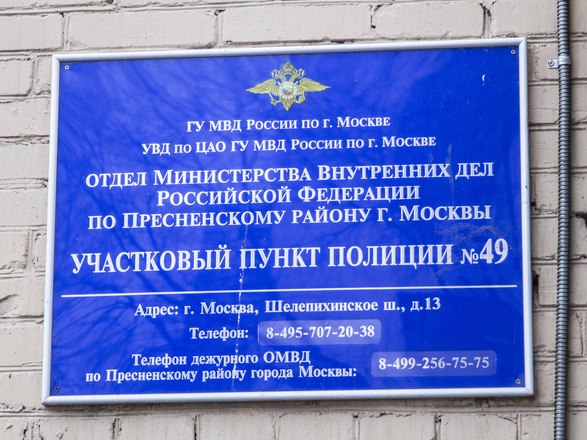 ГУ МВД России по г. Москве
УВД по ЦАО ГУ МВД России по г. Москве
отдел Министерства Внутренних дел
Российской Федерации
по Пресненскому району г. Москвы
УЧАСТКОВЫЙ ПУНКТ ПОЛИЦИИ №49
Адрес: г. Москва, Шелепихинское ш., д.13
Телефон: 8-495-707-20-38
Телефон дежурного ОМВД
по Пресненскому району города Москвы: 8-499-256-75-75